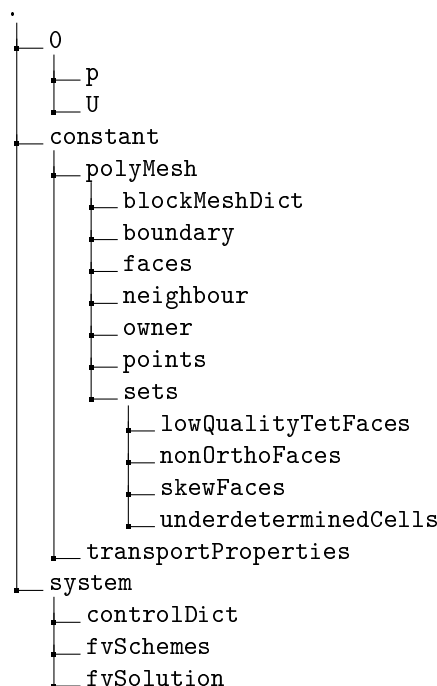 .
0
p
U
constant
polyMesh
blockMeshDict
boundary
faces
neighbour
owner
points
sets
lowQualityTetFaces
nonOrthoFaces
skewFaces
underdeterminedCells
transportProperties
system
controlDict
fvSchemes
fvSolution